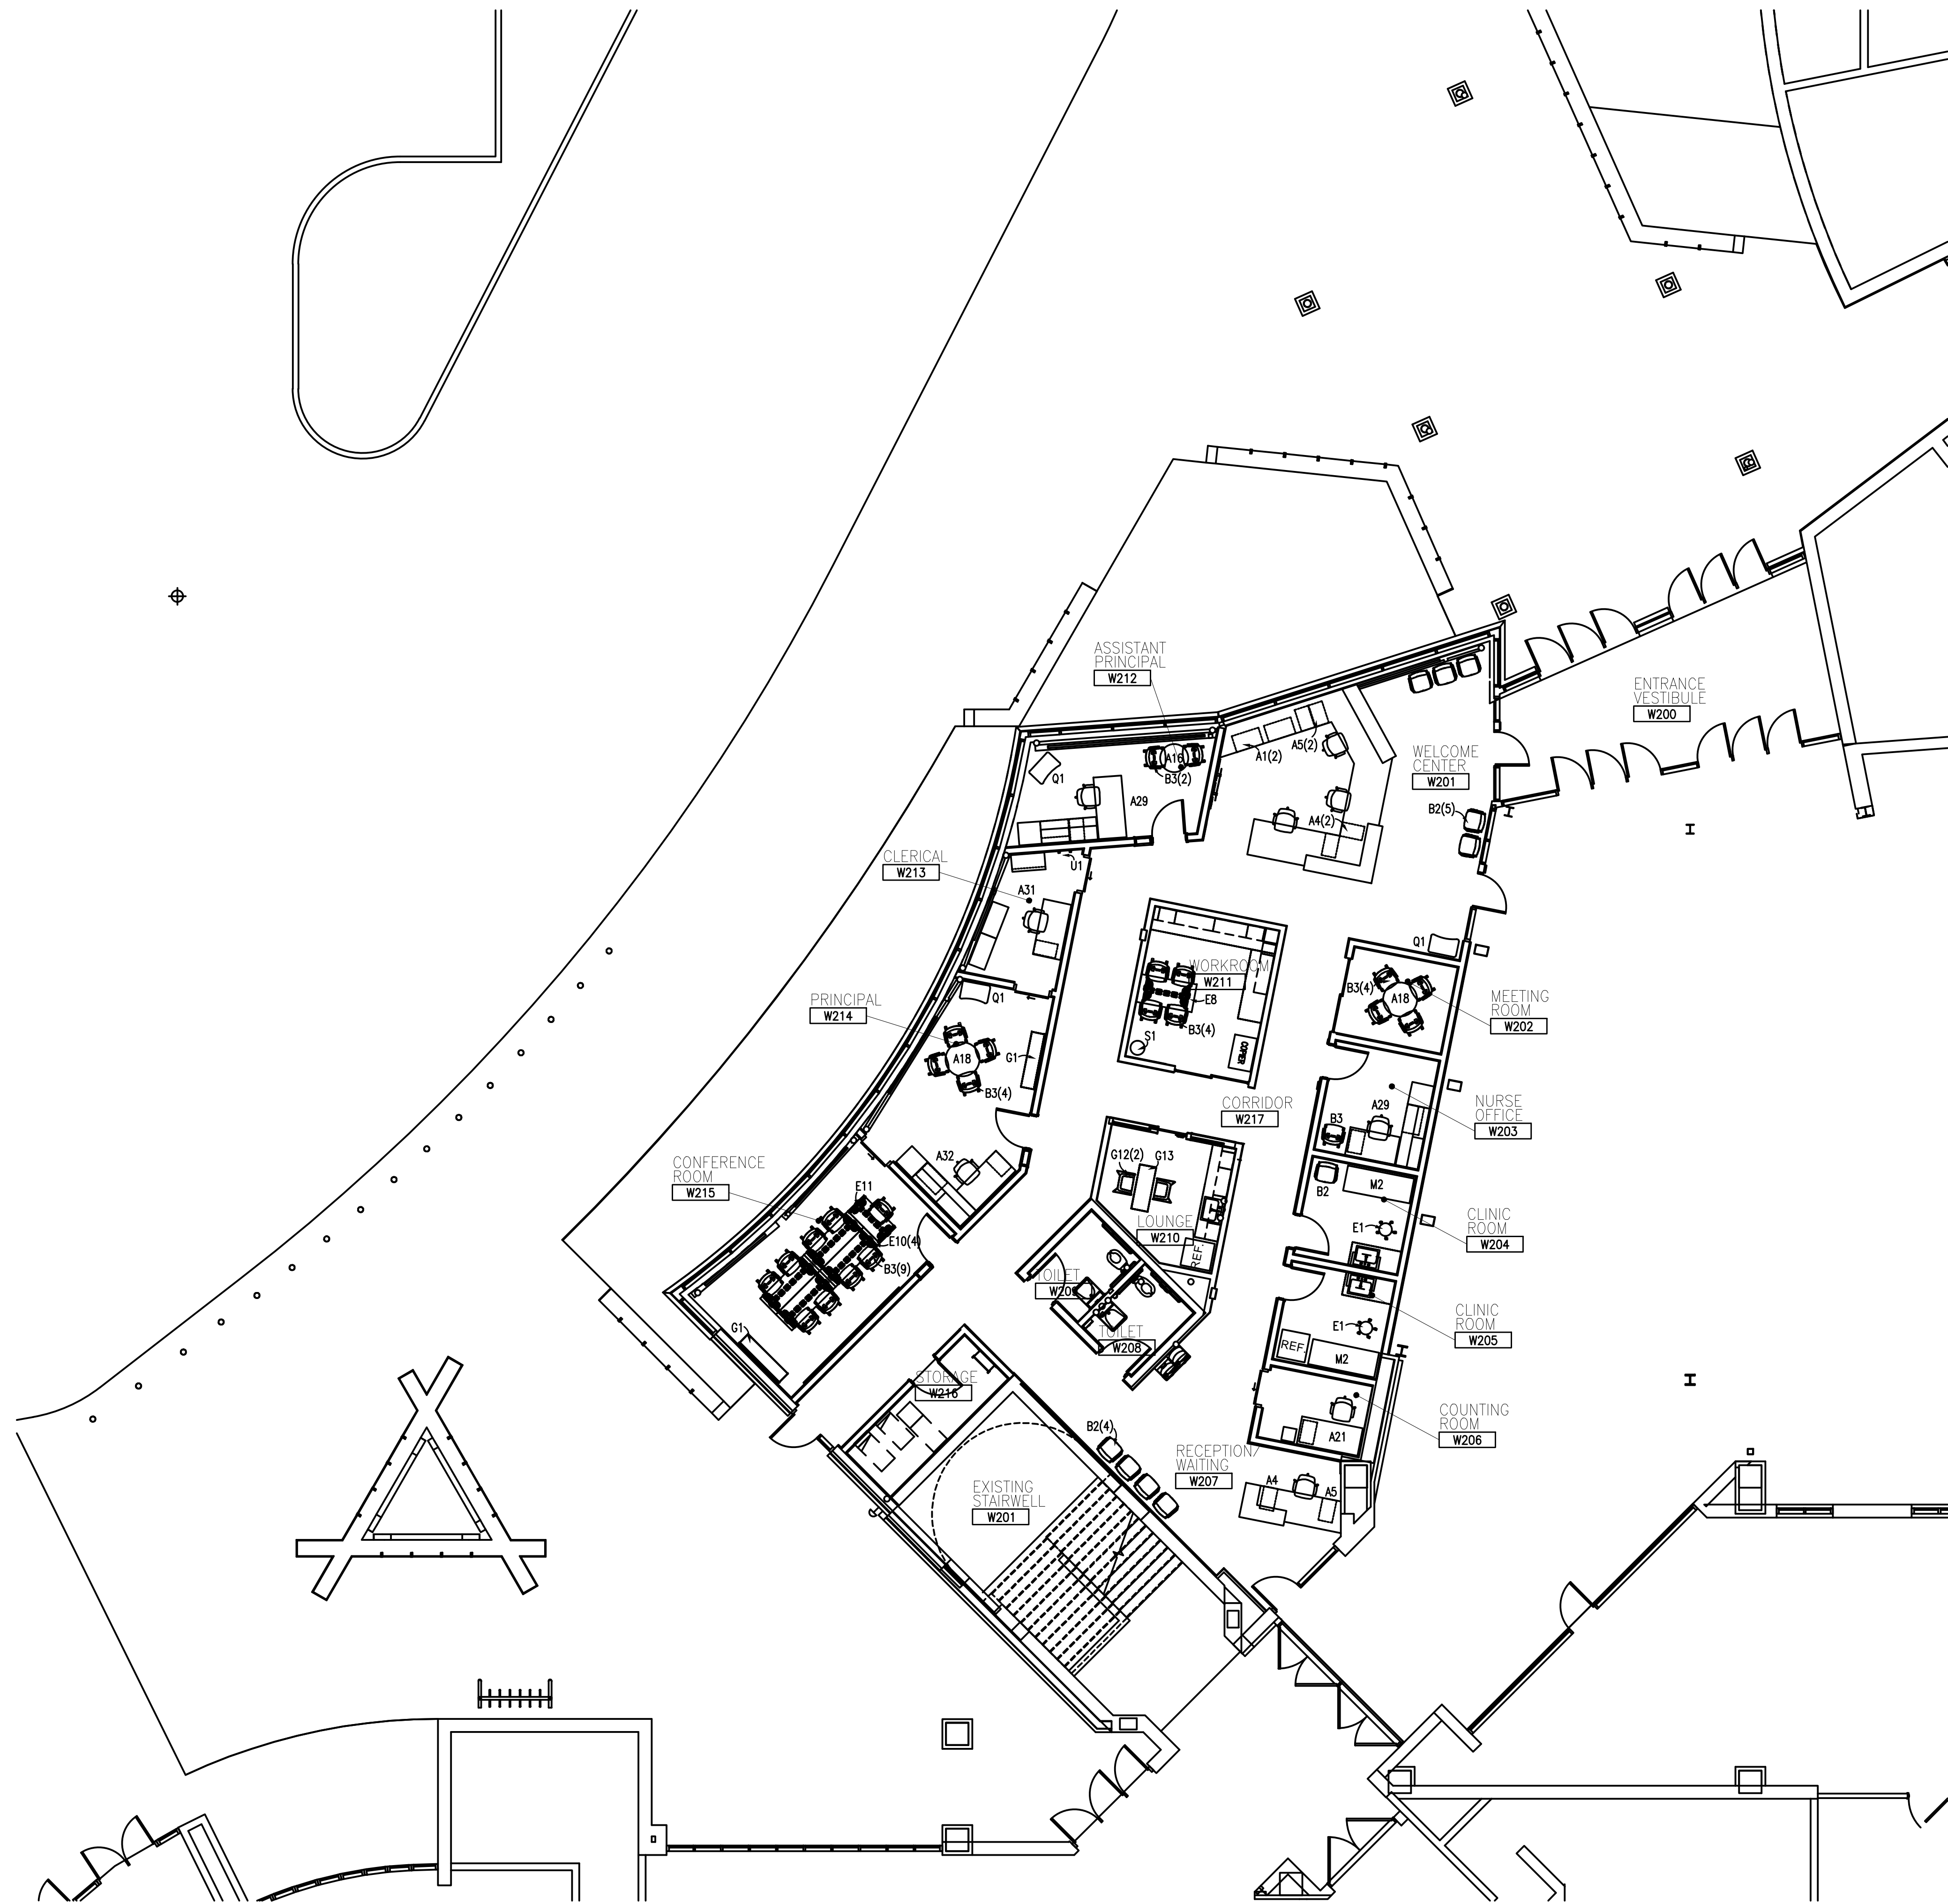 ASSISTANT
PRINCIPAL
W212
ENTRANCE
VESTIBULE
W200
A16
B3(2)
Q1
A29
A1(2)
A5(2)
WELCOME
CENTER
W201
A4(2)
B2(5)
CLERICAL
W213
U1
A31
Q1
WORKROOM
W211
E8
B3(4)
S1
COPIER
B3(4)
A18
MEETING
ROOM
W202
PRINCIPAL
W214
Q1
A18
G1
B3(4)
A32
CORRIDOR
W217
NURSE
OFFICE
W203
A29
B3
CONFERENCE
ROOM
W215
E11
E10(4)
B3(9)
G1
G12(2)
G13
LOUNGE
W210
REF.
B2
M2
E1
CLINIC
ROOM
W204
TOILET
W209
TOILET
W208
CLINIC
ROOM
W205
E1
REF.
M2
STORAGE
W216
COUNTING
ROOM
W206
A21
B2(4)
RECEPTION/
WAITING
W207
A4
A5
EXISTING
STAIRWELL
W201